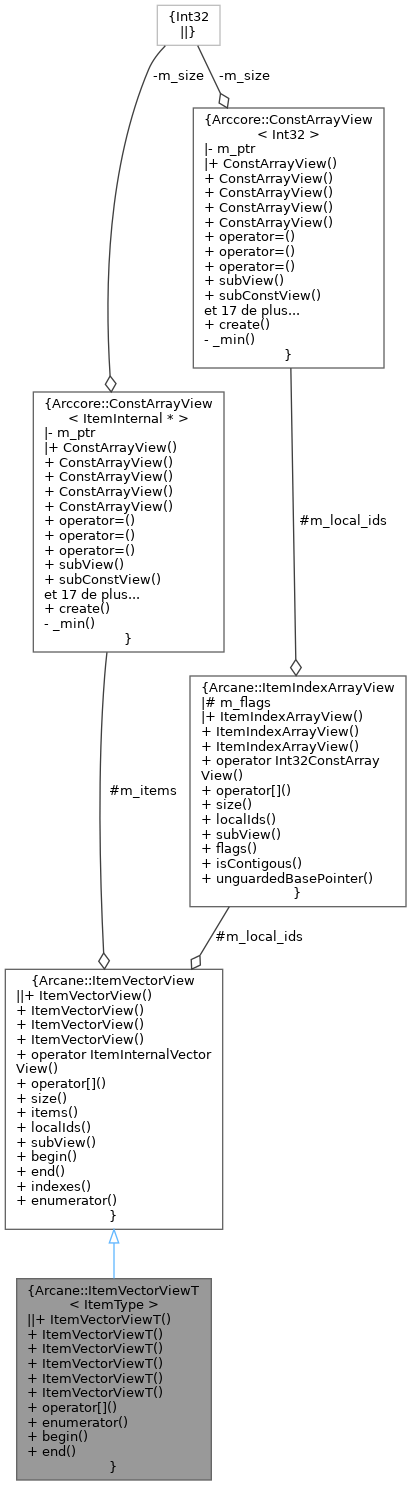 {Int32
||}
-m_size
-m_size
{Arccore::ConstArrayView
< Int32 >
|- m_ptr
|+ ConstArrayView()
+ ConstArrayView()
+ ConstArrayView()
+ ConstArrayView()
+ ConstArrayView()
+ operator=()
+ operator=()
+ operator=()
+ subView()
+ subConstView()
et 17 de plus...
+ create()
- _min()
}
{Arccore::ConstArrayView
< ItemInternal * >
|- m_ptr
|+ ConstArrayView()
+ ConstArrayView()
+ ConstArrayView()
+ ConstArrayView()
+ ConstArrayView()
+ operator=()
+ operator=()
+ operator=()
+ subView()
+ subConstView()
et 17 de plus...
+ create()
- _min()
}
#m_local_ids
{Arcane::ItemIndexArrayView
|# m_flags
|+ ItemIndexArrayView()
+ ItemIndexArrayView()
+ ItemIndexArrayView()
+ operator Int32ConstArray
View()
+ operator[]()
+ size()
+ localIds()
+ subView()
+ flags()
+ isContigous()
+ unguardedBasePointer()
}
#m_items
#m_local_ids
{Arcane::ItemVectorView
||+ ItemVectorView()
+ ItemVectorView()
+ ItemVectorView()
+ ItemVectorView()
+ operator ItemInternalVector
View()
+ operator[]()
+ size()
+ items()
+ localIds()
+ subView()
+ begin()
+ end()
+ indexes()
+ enumerator()
}
{Arcane::ItemVectorViewT
< ItemType >
||+ ItemVectorViewT()
+ ItemVectorViewT()
+ ItemVectorViewT()
+ ItemVectorViewT()
+ ItemVectorViewT()
+ ItemVectorViewT()
+ operator[]()
+ enumerator()
+ begin()
+ end()
}